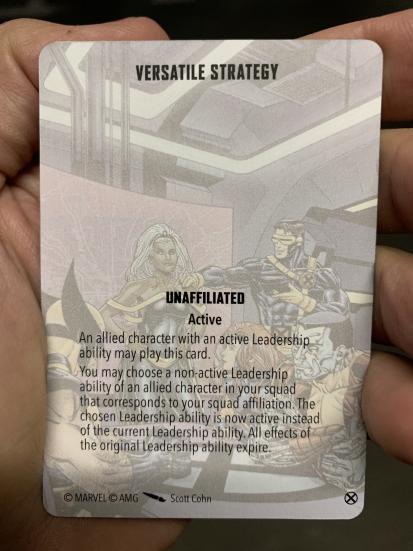 VERSATILE STRATEGY
UNAFFILIATED
Active
An allied character with an active Leadership
ability may play this card.
You may choose a non-active Leadership
ability of an allied character in your squad
that corresponds to your squad affiliation. The
chosen Leadership ability is now active instead
of the current Leadership ability. All effects of
the original Leadership ability expire.
© MARVEL © AMG Scott Cohn